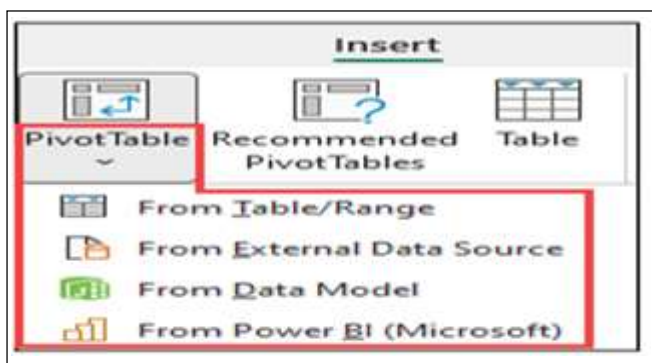 Insert
PivotTable
Recommended PivotTables
Table
From Table/Range
From External Data Source
From Data Model
From Power BI (Microsoft)